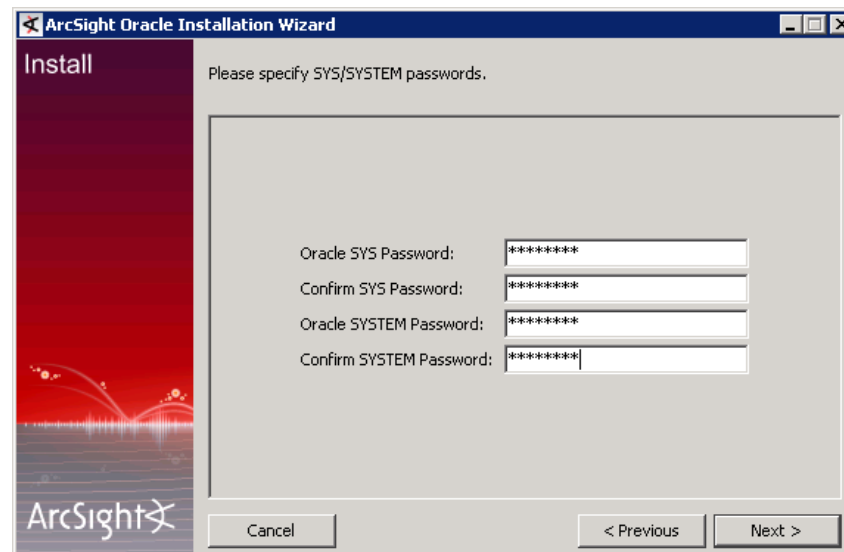 ArcSight Oracle Installation Wizard
Install
Please specify SYS/SYSTEM passwords.
Oracle SYS Password: ********
Confirm SYS Password: ********
Oracle SYSTEM Password: ********
Confirm SYSTEM Password: ********
ArcSight
Cancel < Previous Next >